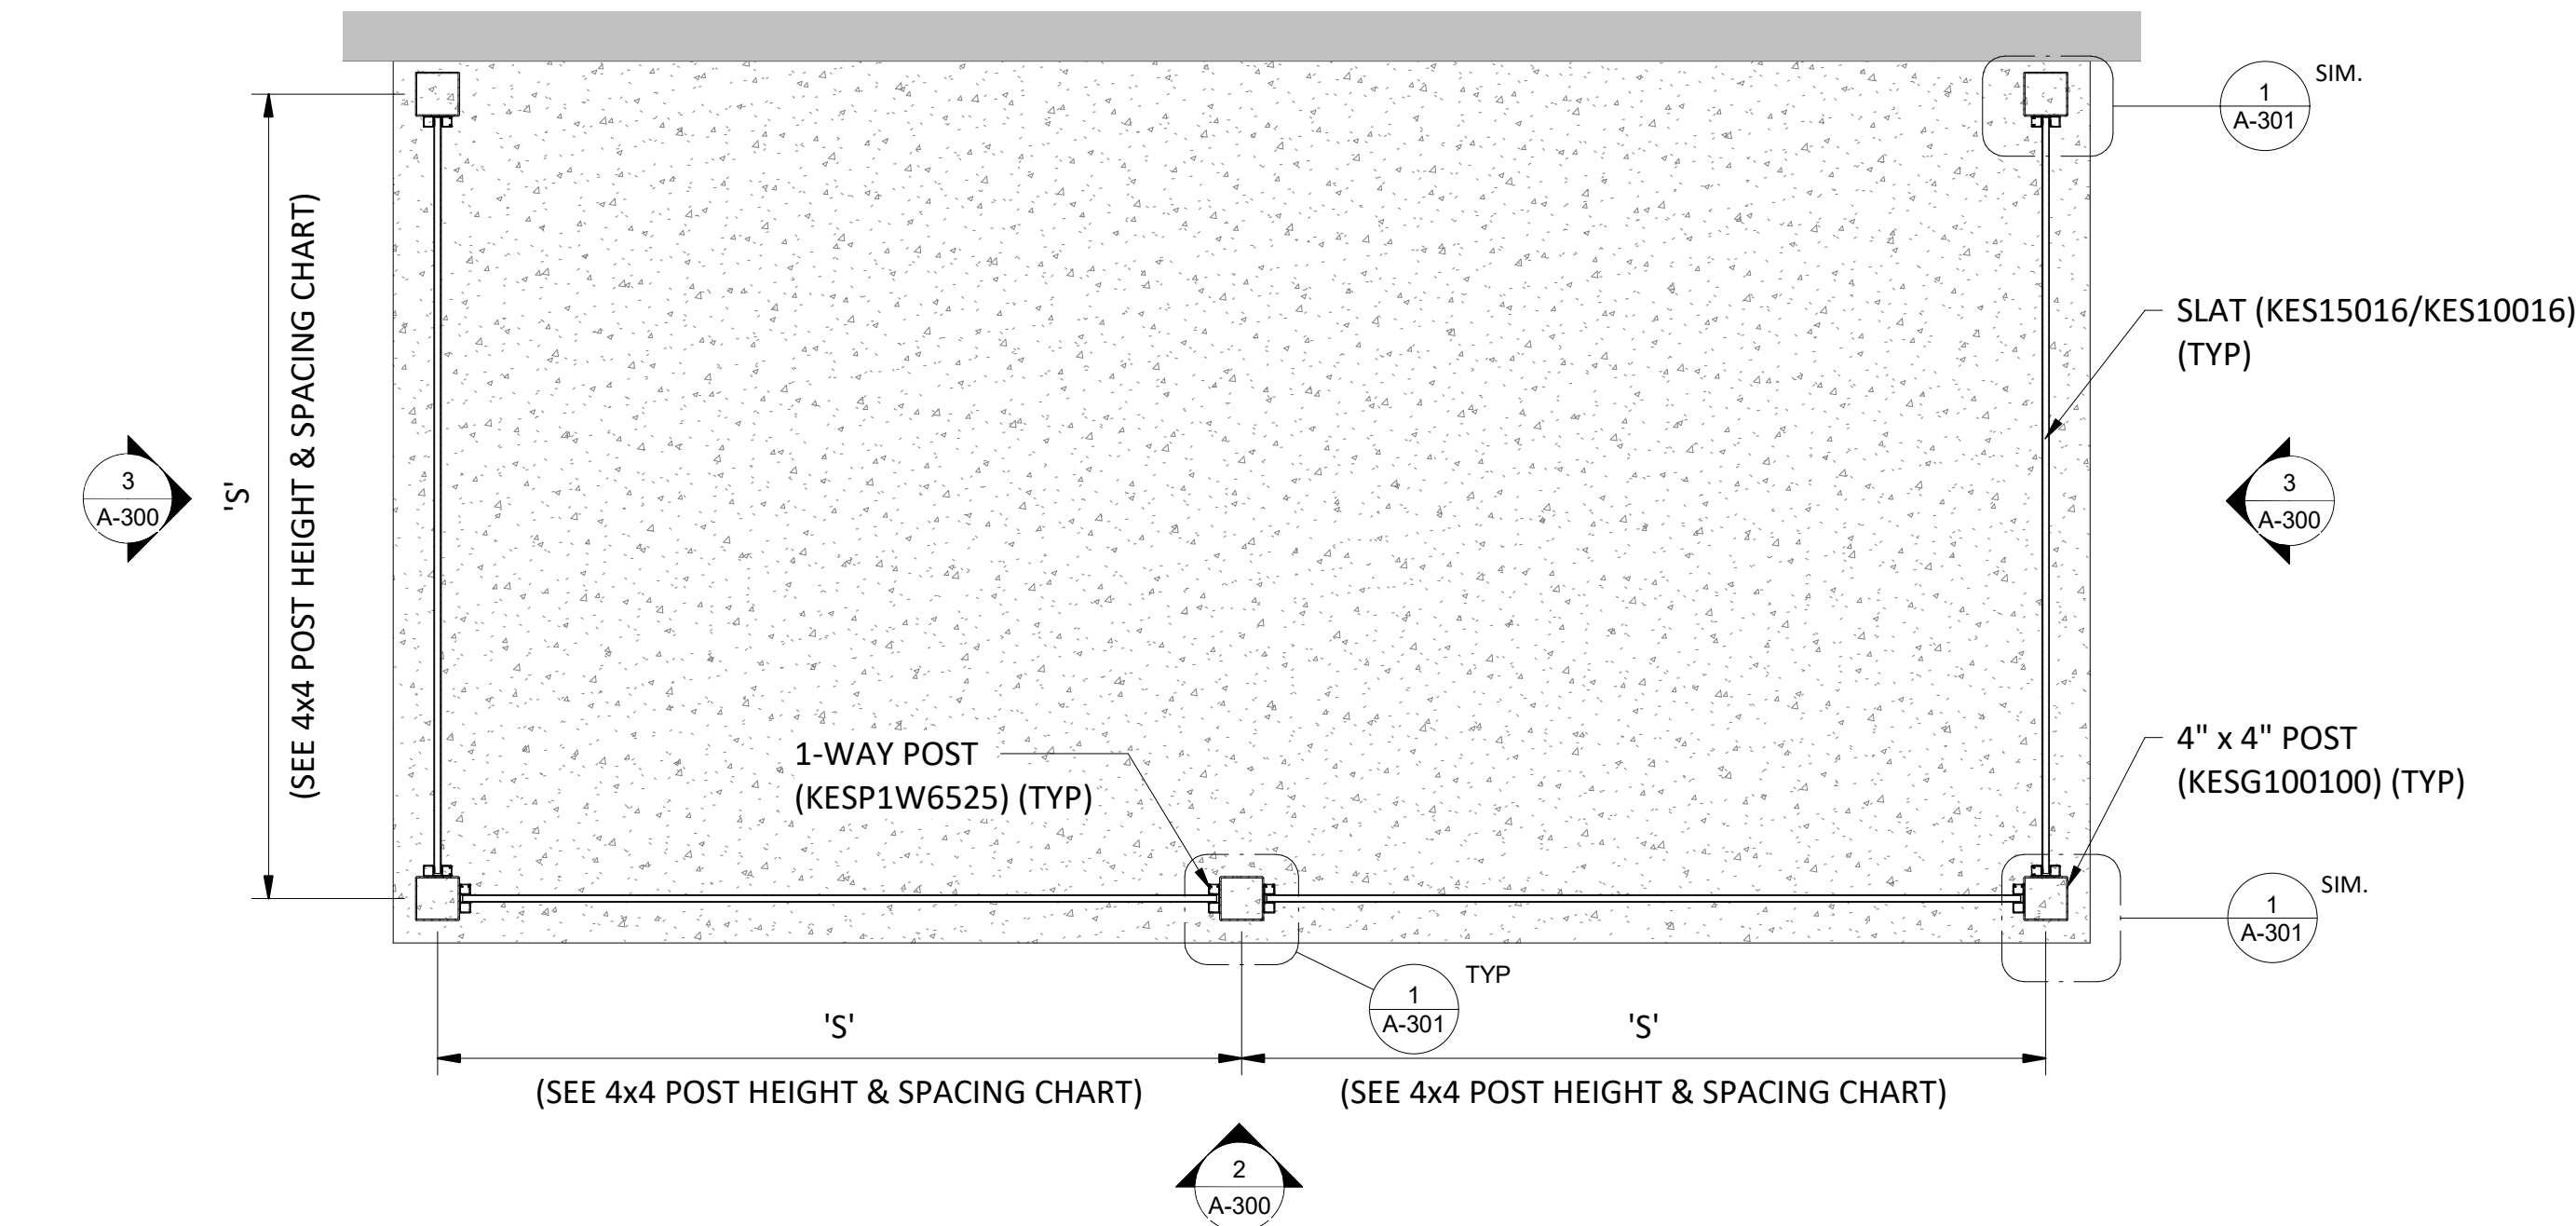 1
A-301
SIM.
'S'
(SEE 4x4 POST HEIGHT & SPACING CHART)
SLAT (KES15016/KES10016)
(TYP)
3
A-300
3
A-300
1-WAY POST
(KESP1W6525) (TYP)
4" x 4" POST
(KESG100100) (TYP)
1
A-301
SIM.
1
A-301
TYP
'S'
'S'
(SEE 4x4 POST HEIGHT & SPACING CHART)
(SEE 4x4 POST HEIGHT & SPACING CHART)
2
A-300